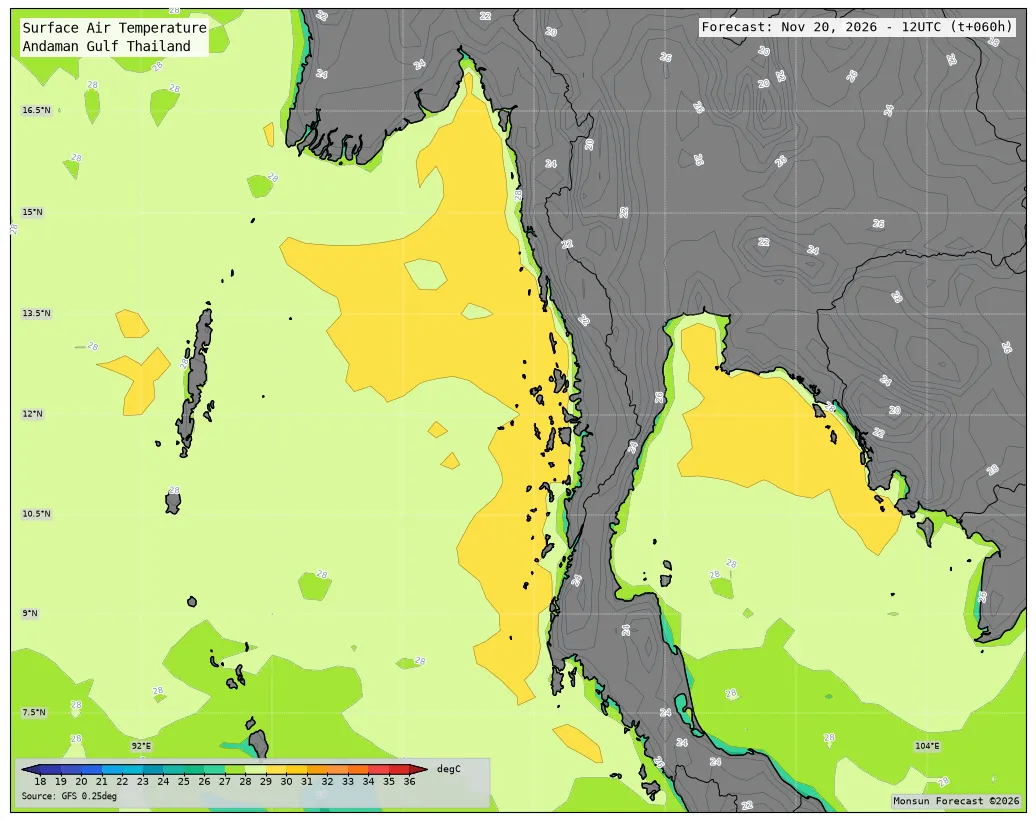 Surface Air Temperature
Andaman Gulf Thailand
Forecast: Nov 20, 2026 - 12UTC (t+060h)
16.5°N
15°N
13.5°N
12°N
10.5°N
9°N
7.5°N
92°E
104°E
degC
18 19 20 21 22 23 24 25 26 27 28 29 30 31 32 33 34 35 36
Source: GFS 0.25deg
Monsun Forecast ©2026